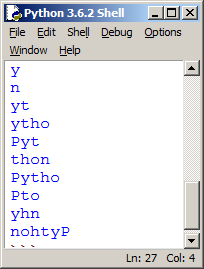 Python 3.6.2 Shell
File Edit Shell Debug Options
Window Help
y
n
yt
ytho
Pyt
thon
Pytho
Pto
yhn
nohtyP
Ln: 27 Col: 4